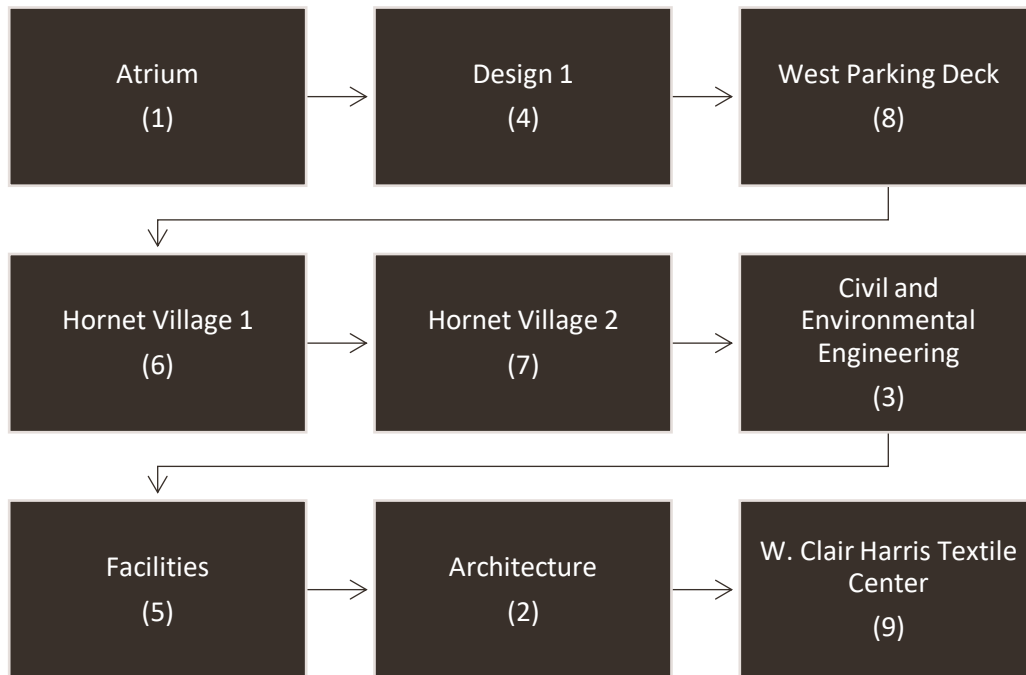 Atrium
(1)
Design 1
(4)
West Parking Deck
(8)
Hornet Village 1
(6)
Hornet Village 2
(7)
Civil and
Environmental
Engineering
(3)
Facilities
(5)
Architecture
(2)
W. Clair Harris Textile
Center
(9)